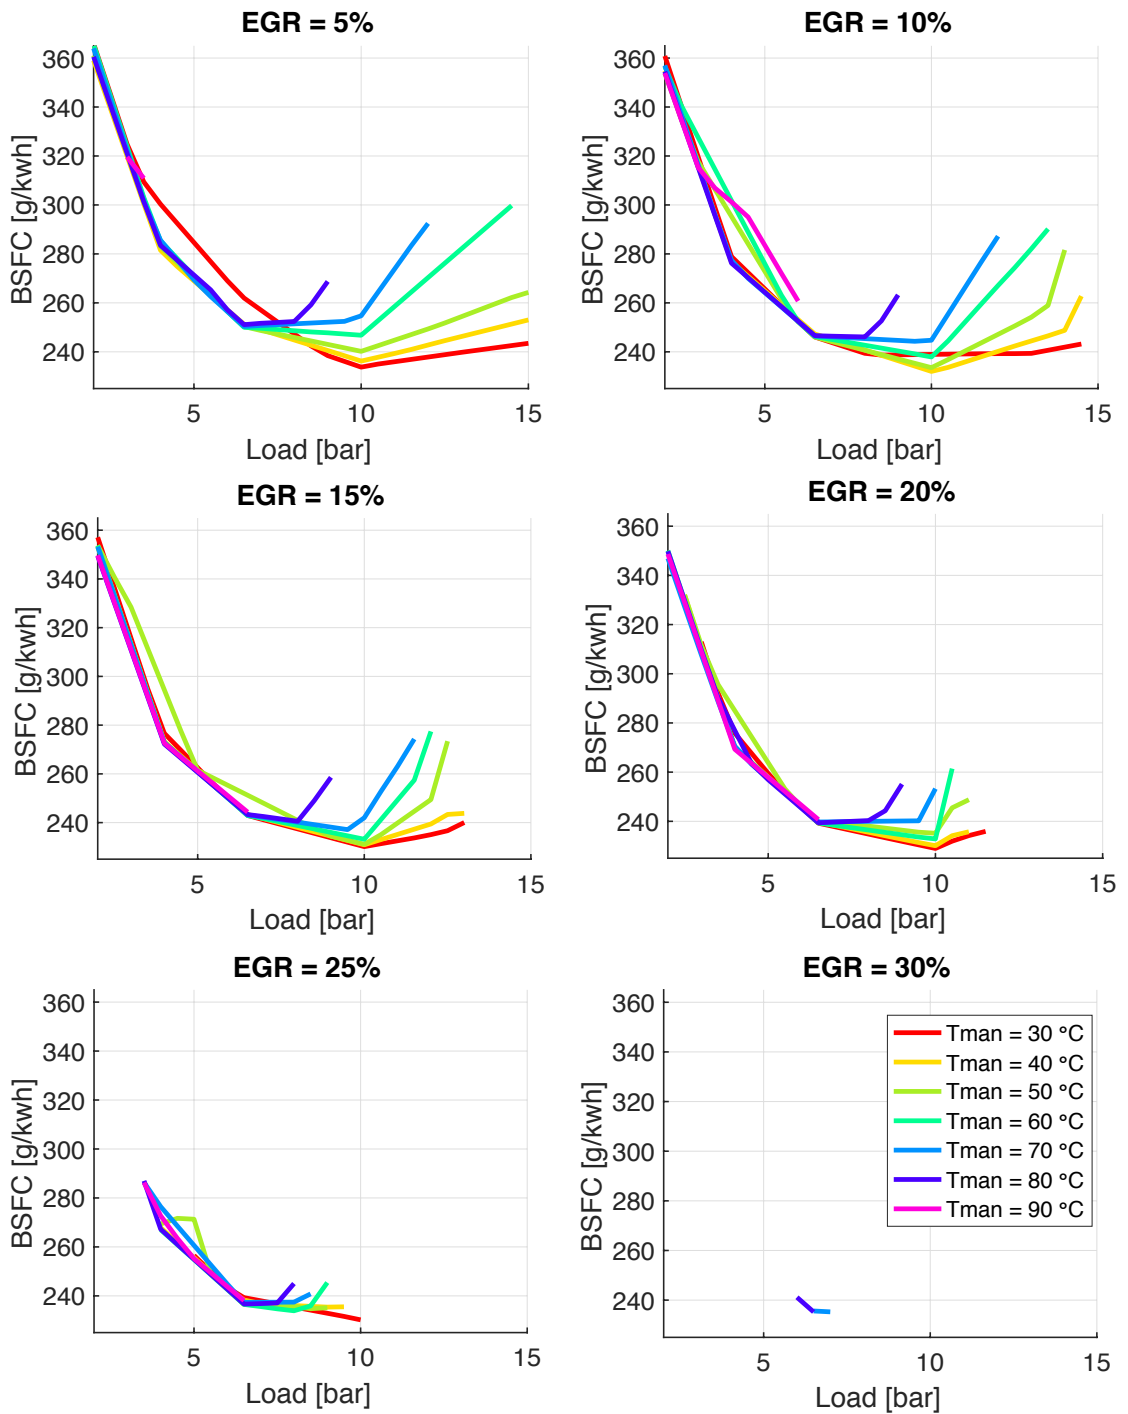 EGR = 5%
360
340
320
300
280
260
240
BSFC [g/kwh]
5
10
15
Load [bar]
EGR = 10%
360
340
320
300
280
260
240
BSFC [g/kwh]
5
10
15
Load [bar]
EGR = 15%
360
340
320
300
280
260
240
BSFC [g/kwh]
5
10
15
Load [bar]
EGR = 20%
360
340
320
300
280
260
240
BSFC [g/kwh]
5
10
15
Load [bar]
EGR = 25%
360
340
320
300
280
260
240
BSFC [g/kwh]
5
10
15
Load [bar]
EGR = 30%
360
340
320
300
280
260
240
BSFC [g/kwh]
5
10
15
Load [bar]
Tman = 30 °C
Tman = 40 °C
Tman = 50 °C
Tman = 60 °C
Tman = 70 °C
Tman = 80 °C
Tman = 90 °C